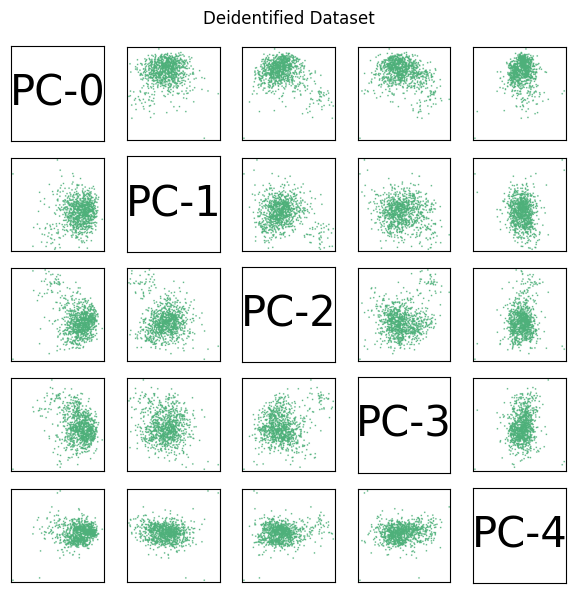 Deidentified Dataset
PC-0
PC-1
PC-2
PC-3
PC-4